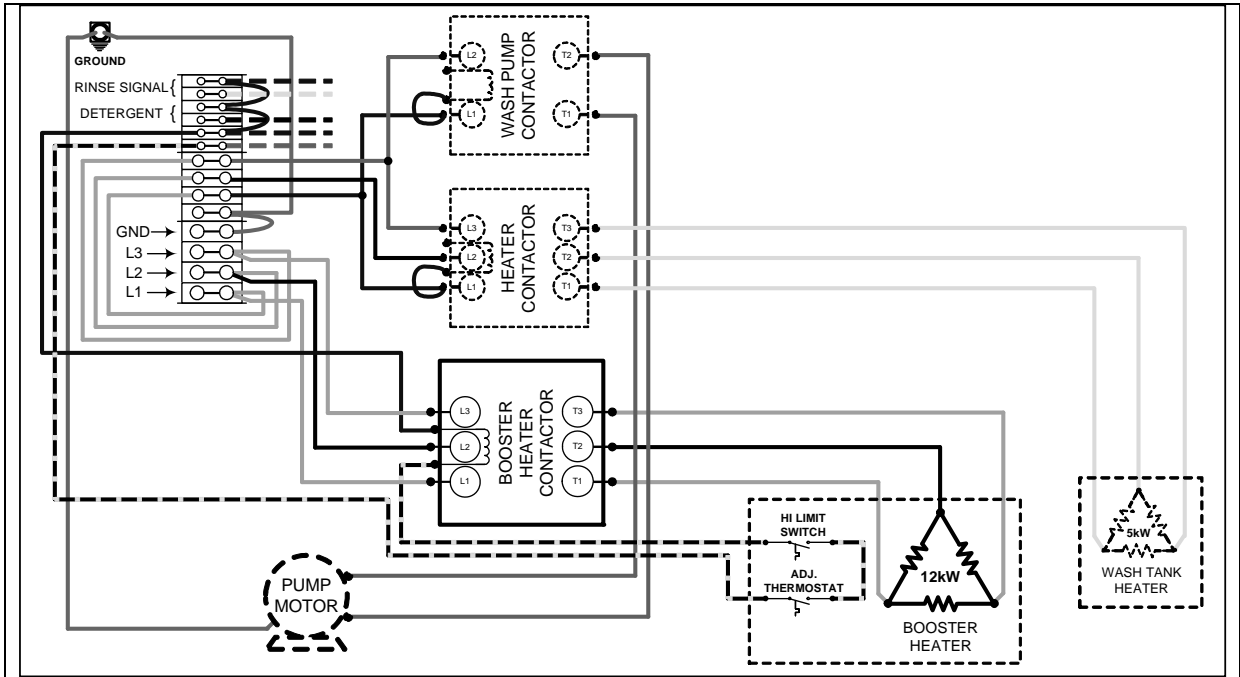 GROUND
RINSE SIGNAL {
DETERGENT {
GND
L3
L2
L1
L2
L1
WASH PUMP
CONTACTOR
T2
T1
L3
L2
L1
HEATER
CONTACTOR
T3
T2
T1
L3
L2
L1
BOOSTER
HEATER
CONTACTOR
T3
T2
T1
PUMP
MOTOR
HI LIMIT
SWITCH
ADJ.
THERMOSTAT
12kW
BOOSTER
HEATER
5kW
WASH TANK
HEATER